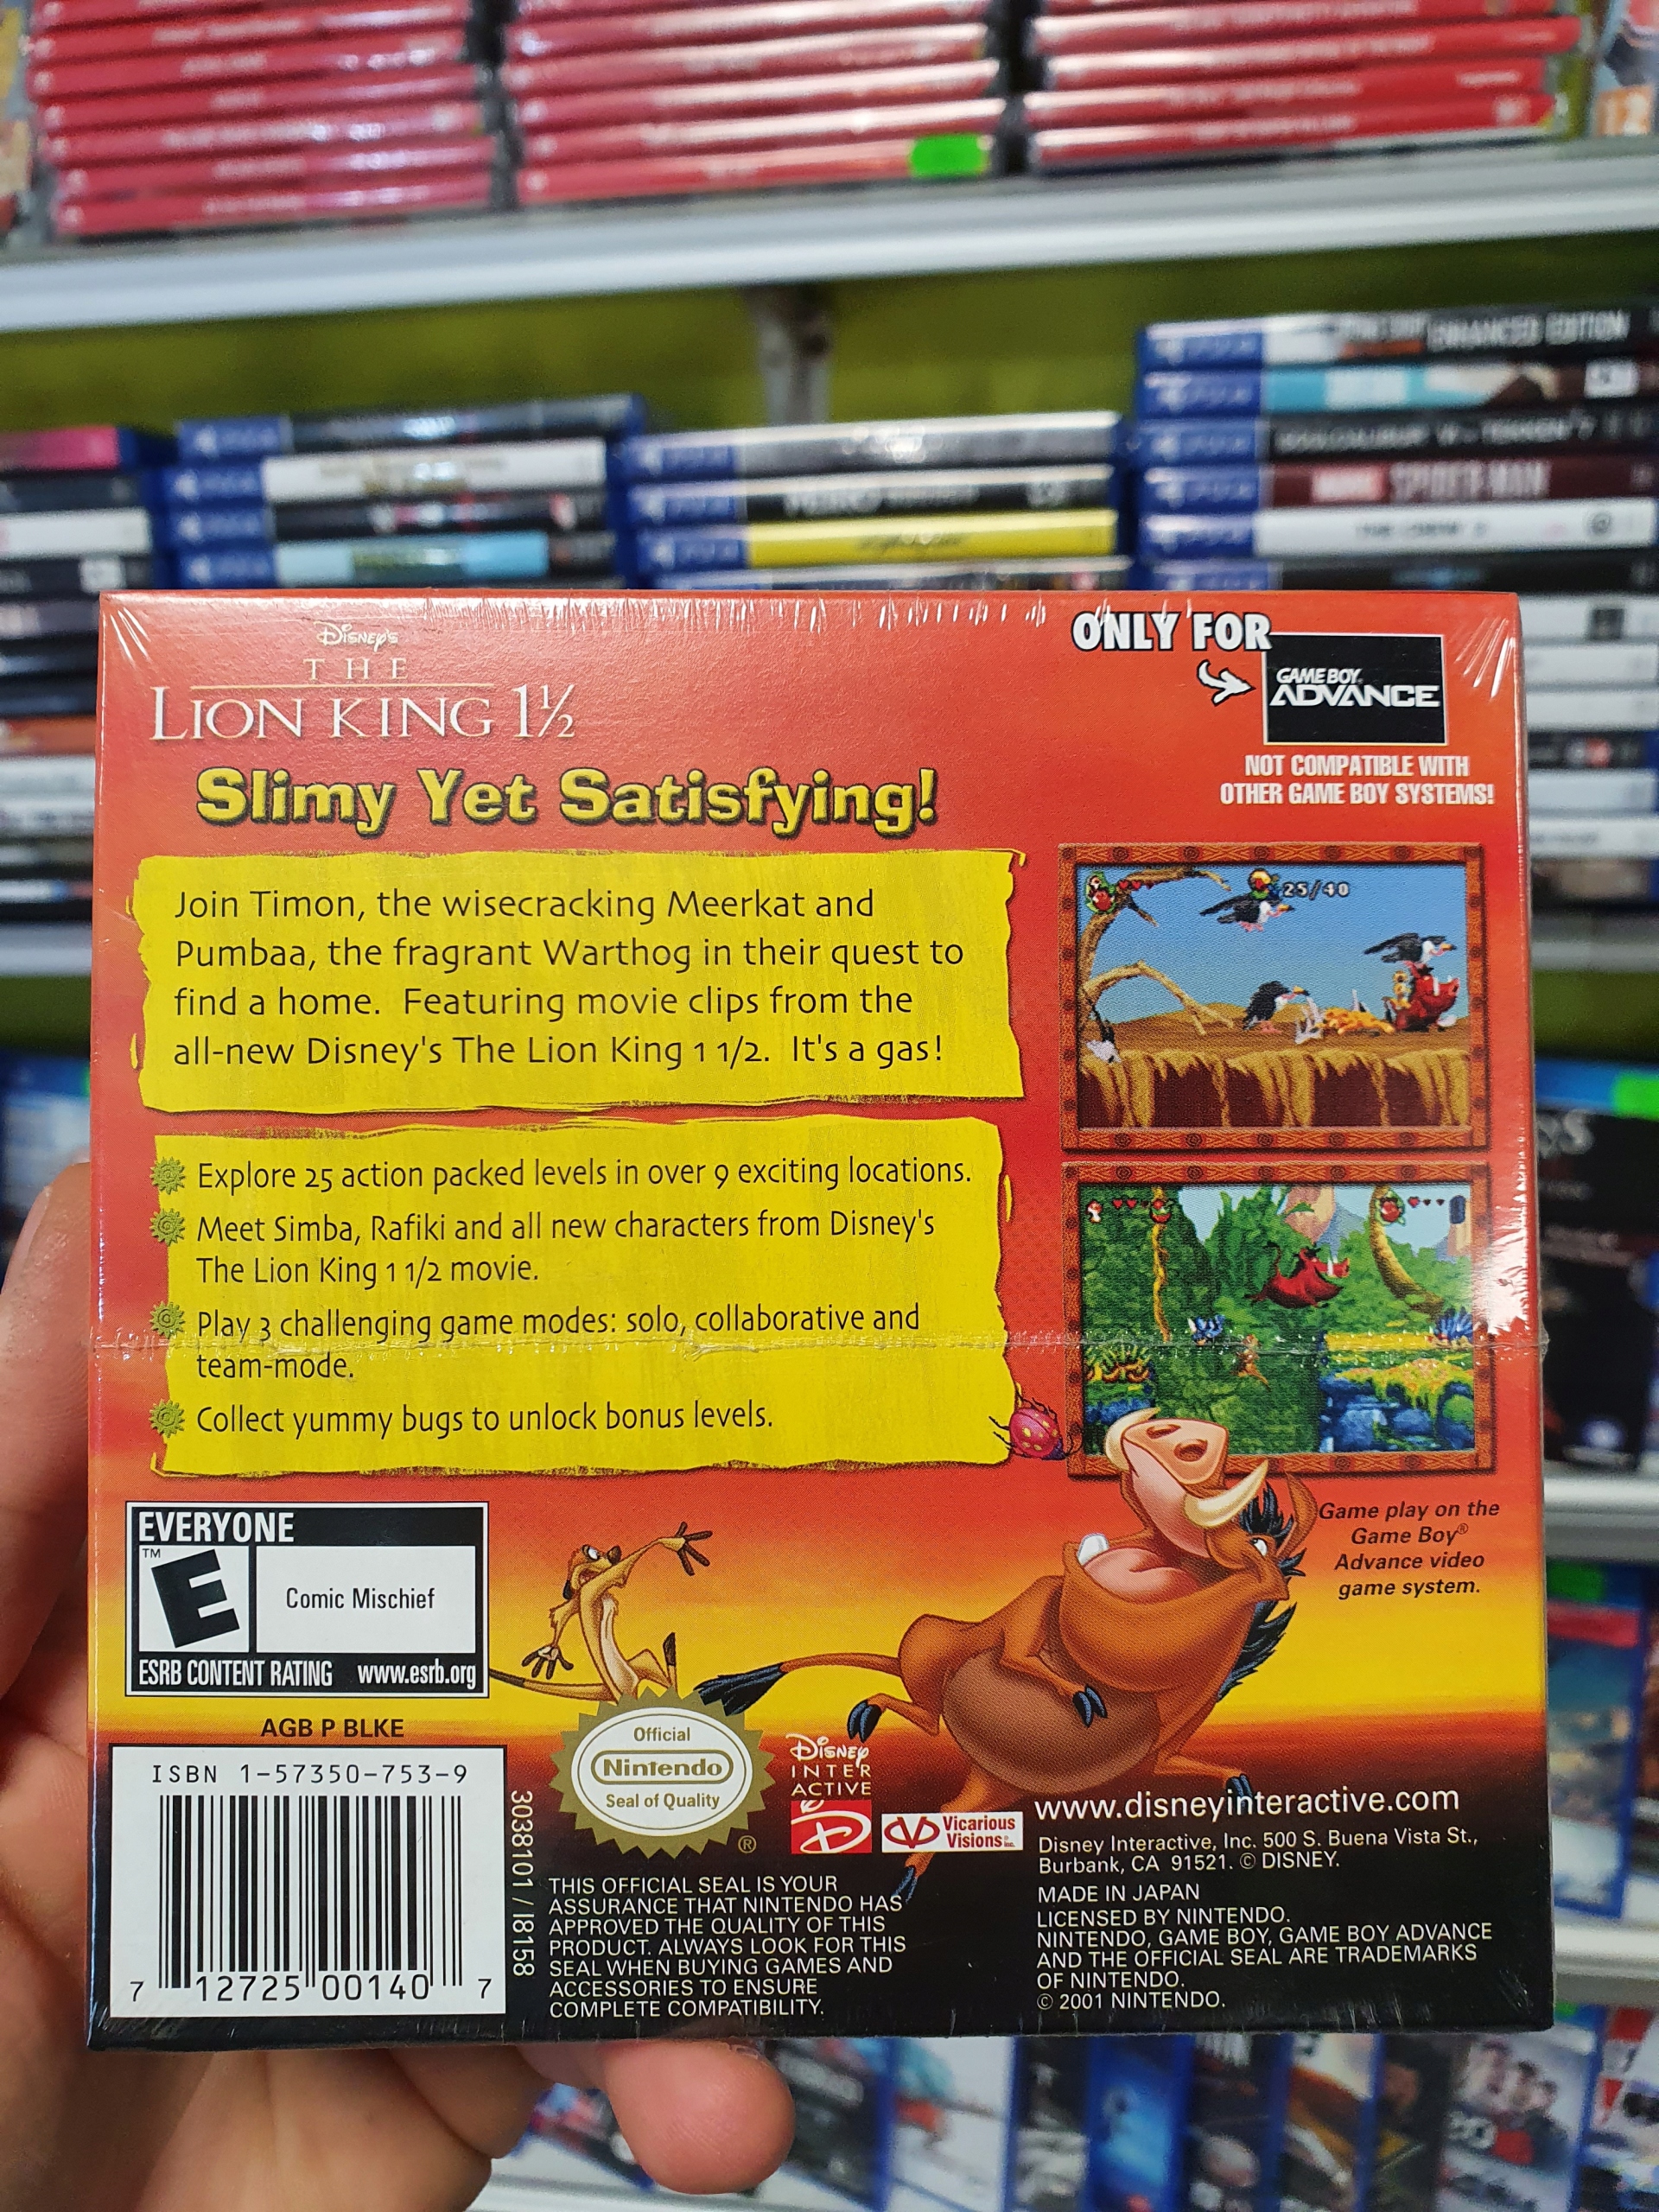 ENHANCED EDITION
SPIDER-MAN
THE CREW 2
Disney's
THE
LION KING 1½
ONLY FOR
GAME BOY
ADVANCE
NOT COMPATIBLE WITH
OTHER GAME BOY SYSTEMS!
Slimy Yet Satisfying!
Join Timon, the wisecracking Meerkat and
Pumbaa, the fragrant Warthog in their quest to
find a home. Featuring movie clips from the
all-new Disney's The Lion King 1 1/2. It's a gas!
25/40
Explore 25 action packed levels in over 9 exciting locations.
Meet Simba, Rafiki and all new characters from Disney's
The Lion King 1 1/2 movie.
Play 3 challenging game modes: solo, collaborative and
team-mode.
Collect yummy bugs to unlock bonus levels.
Game play on the
Game Boy®
Advance video
game system.
EVERYONE
TM
E
Comic Mischief
ESRB CONTENT RATING www.esrb.org
AGB P BLKE
ISBN 1-57350-753-9
7 12725 00140 7
3038101 / 18158
Official
Nintendo
Seal of Quality
®
DISNEY
INTER
ACTIVE
Vicarious
Visions Inc.
THIS OFFICIAL SEAL IS YOUR
ASSURANCE THAT NINTENDO HAS
APPROVED THE QUALITY OF THIS
PRODUCT. ALWAYS LOOK FOR THIS
SEAL WHEN BUYING GAMES AND
ACCESSORIES TO ENSURE
COMPLETE COMPATIBILITY.
www.disneyinteractive.com
Disney Interactive, Inc. 500 S. Buena Vista St.,
Burbank, CA 91521. © DISNEY.
MADE IN JAPAN
LICENSED BY NINTENDO.
NINTENDO, GAME BOY, GAME BOY ADVANCE
AND THE OFFICIAL SEAL ARE TRADEMARKS
OF NINTENDO.
© 2001 NINTENDO.